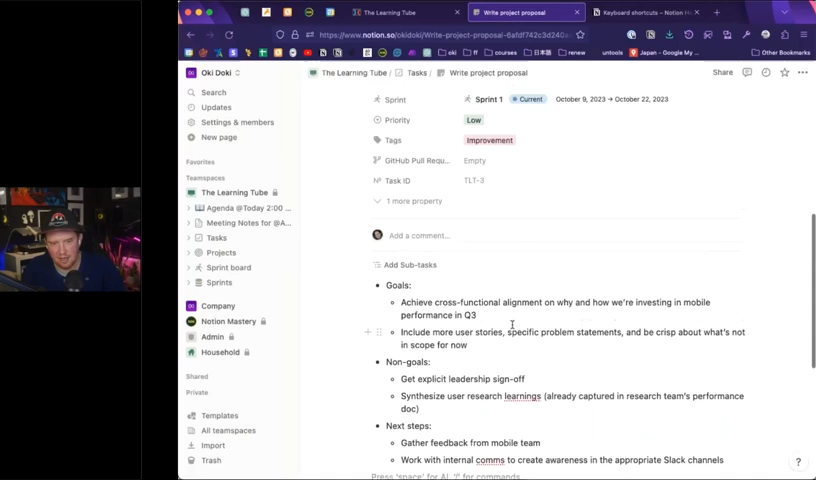 The Learning Tube
Write project proposal
Keyboard shortcuts – Notion H
https://www.notion.so/okidoki/Write-project-proposal-6afdf742c3d240a
oki
ff
courses
日本語
renew
untools
Japan - Google My ...
Other Bookmarks
Oki Doki
The Learning Tube / Tasks / Write project proposal
Share
Search
Updates
Settings & members
New page
Favorites
Teamspaces
The Learning Tube
Agenda @Today 2:00 ...
Meeting Notes for @A...
Tasks
Projects
Sprint board
Sprints
Company
Notion Mastery
Admin
Household
Shared
Private
Templates
All teamspaces
Import
Trash
Sprint
Sprint 1
Current
October 9, 2023 → October 22, 2023
Priority
Low
Tags
Improvement
GitHub Pull Requ...
Empty
Task ID
TLT-3
1 more property
Add a comment...
Add Sub-tasks
Goals:
Achieve cross-functional alignment on why and how we're investing in mobile
performance in Q3
Include more user stories, specific problem statements, and be crisp about what's not
in scope for now
Non-goals:
Get explicit leadership sign-off
Synthesize user research learnings (already captured in research team's performance
doc)
Next steps:
Gather feedback from mobile team
Work with internal comms to create awareness in the appropriate Slack channels
Press 'space' for AI, '/' for commands
?